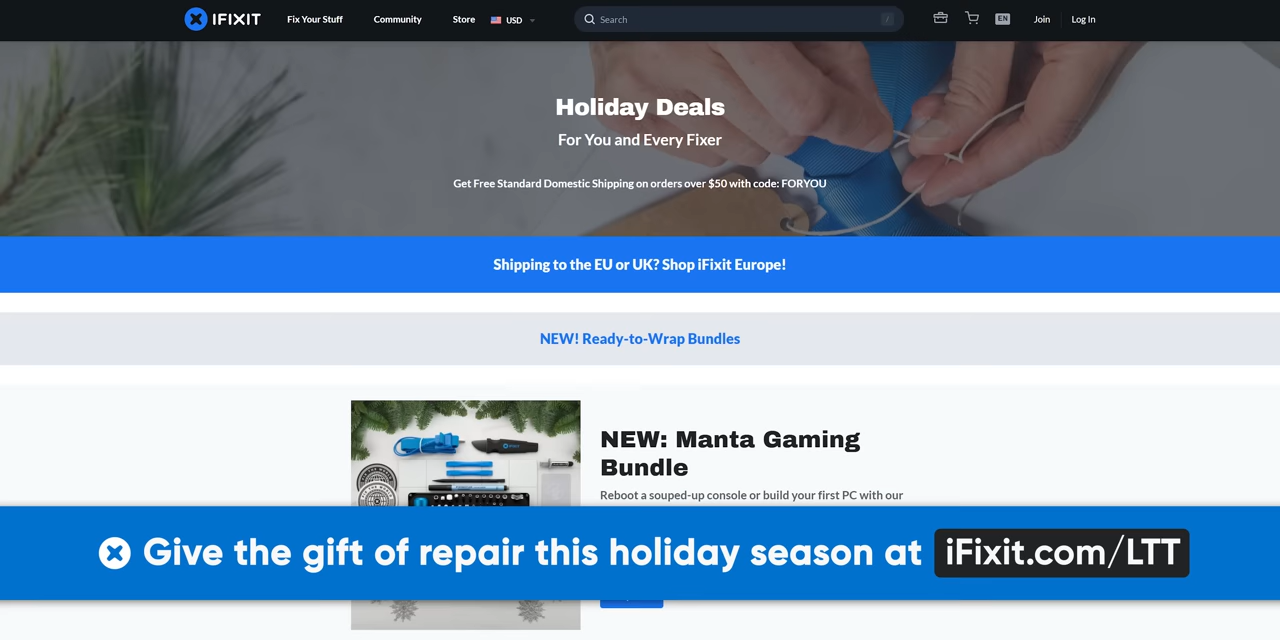 IFIXIT
Fix Your Stuff
Community
Store
USD
Search
/
EN
Join
Log In
Holiday Deals
For You and Every Fixer
Get Free Standard Domestic Shipping on orders over $50 with code: FORYOU
Shipping to the EU or UK? Shop iFixit Europe!
NEW! Ready-to-Wrap Bundles
NEW: Manta Gaming
Bundle
Reboot a souped-up console or build your first PC with our
Give the gift of repair this holiday season at iFixit.com/LTT